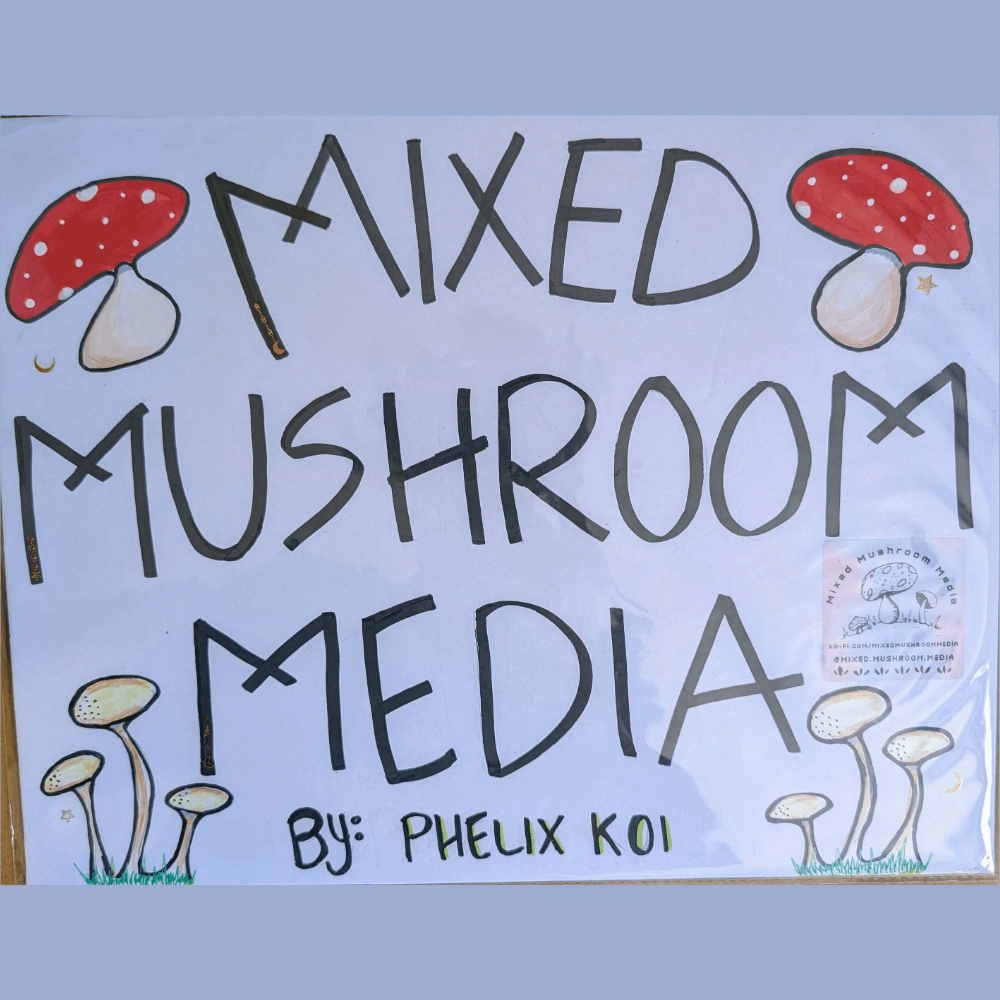 MIXED
MUSHROOM
MEDIA
BY: PHELIX KOI
Mixed Mushroom Media
KO-FI.COM/MIXEDMUSHROOMMEDIA
@MIXED.MUSHROOM.MEDIA